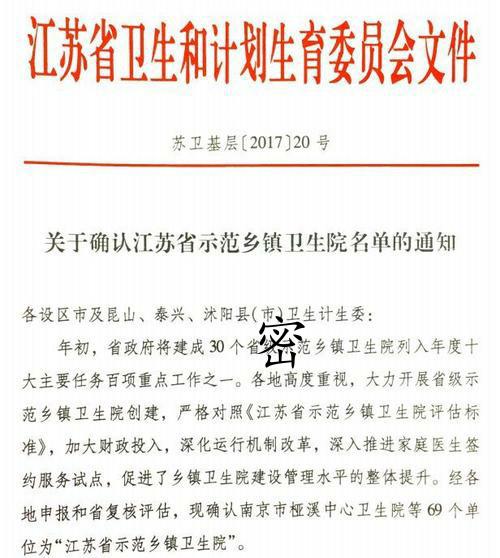 江苏省卫生和计划生育委员会文件
苏卫基层〔2017〕20号
关于确认江苏省示范乡镇卫生院名单的通知
各设区市及昆山、泰兴、沭阳县(市)卫生计生委：
密
年初，省政府将建成30个省级示范乡镇卫生院列入年度十
大主要任务百项重点工作之一。各地高度重视，大力开展省级示
范乡镇卫生院创建，严格对照《江苏省示范乡镇卫生院评估标
准》，加大财政投入，深化运行机制改革，深入推进家庭医生签
约服务试点，促进了乡镇卫生院建设管理水平的整体提升。经各
地申报和省复核评估，现确认南京市桠溪中心卫生院等69个单
位为“江苏省示范乡镇卫生院”。